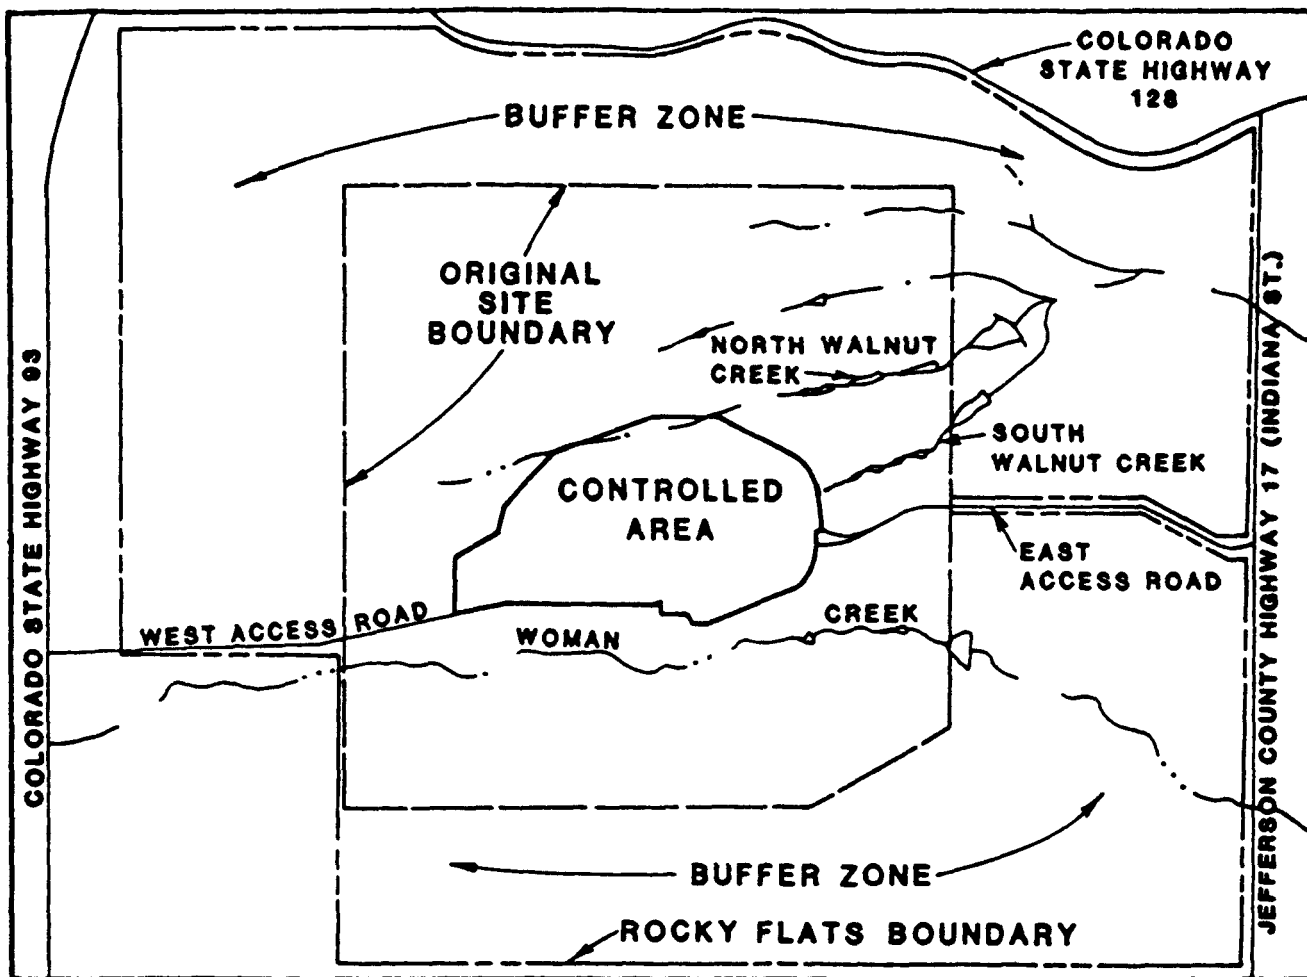 COLORADO
STATE HIGHWAY
128
BUFFER ZONE
ORIGINAL
SITE
BOUNDARY
NORTH WALNUT
CREEK
SOUTH
WALNUT CREEK
CONTROLLED
AREA
EAST
ACCESS ROAD
WEST ACCESS ROAD
WOMAN
CREEK
BUFFER ZONE
ROCKY FLATS BOUNDARY
COLORADO STATE HIGHWAY 93
JEFFERSON COUNTY HIGHWAY 17 (INDIANA ST.)